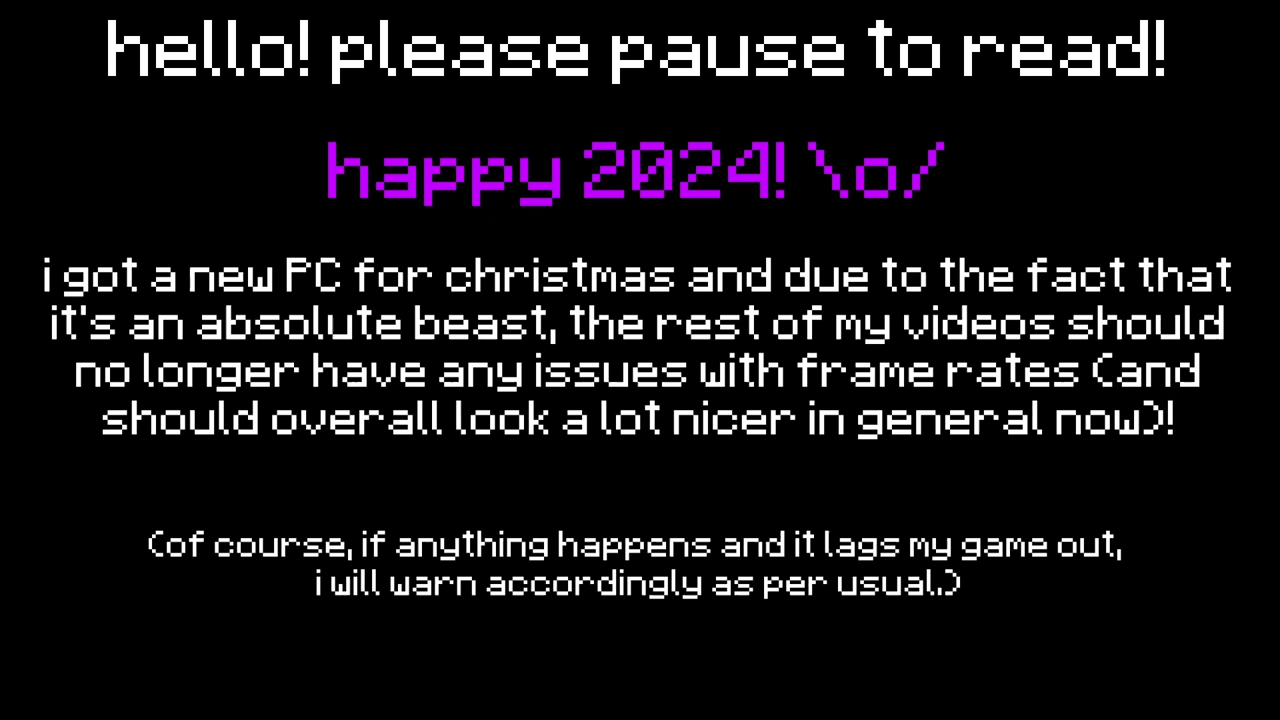 hello! please pause to read!
happy 2024! \o/
i got a new PC for christmas and due to the fact that
it's an absolute beast, the rest of my videos should
no longer have any issues with frame rates (and
should overall look a lot nicer in general now)!
(of course, if anything happens and it lags my game out,
i will warn accordingly as per usual.)